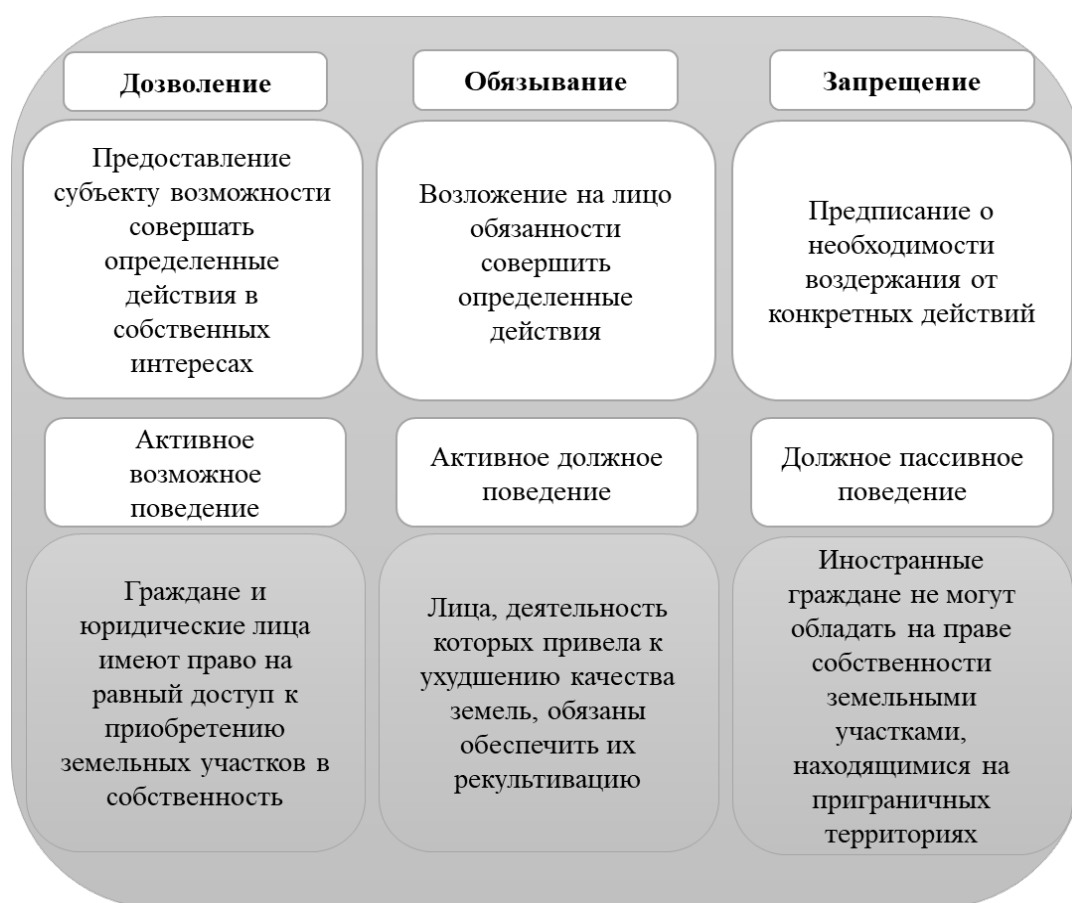 Дозволение
Обязывание
Запрещение
Предоставление
субъекту возможности
совершать
определенные
действия в
собственных
интересах
Возложение на лицо
обязанности
совершить
определенные
действия
Предписание о
необходимости
воздержания от
конкретных действий
Активное
возможное
поведение
Активное должное
поведение
Должное пассивное
поведение
Граждане и
юридические лица
имеют право на
равный доступ к
приобретению
земельных участков в
собственность
Лица, деятельность
которых привела к
ухудшению качества
земель, обязаны
обеспечить их
рекультивацию
Иностранные
граждане не могут
обладать на праве
собственности
земельными
участками,
находящимися на
приграничных
территориях